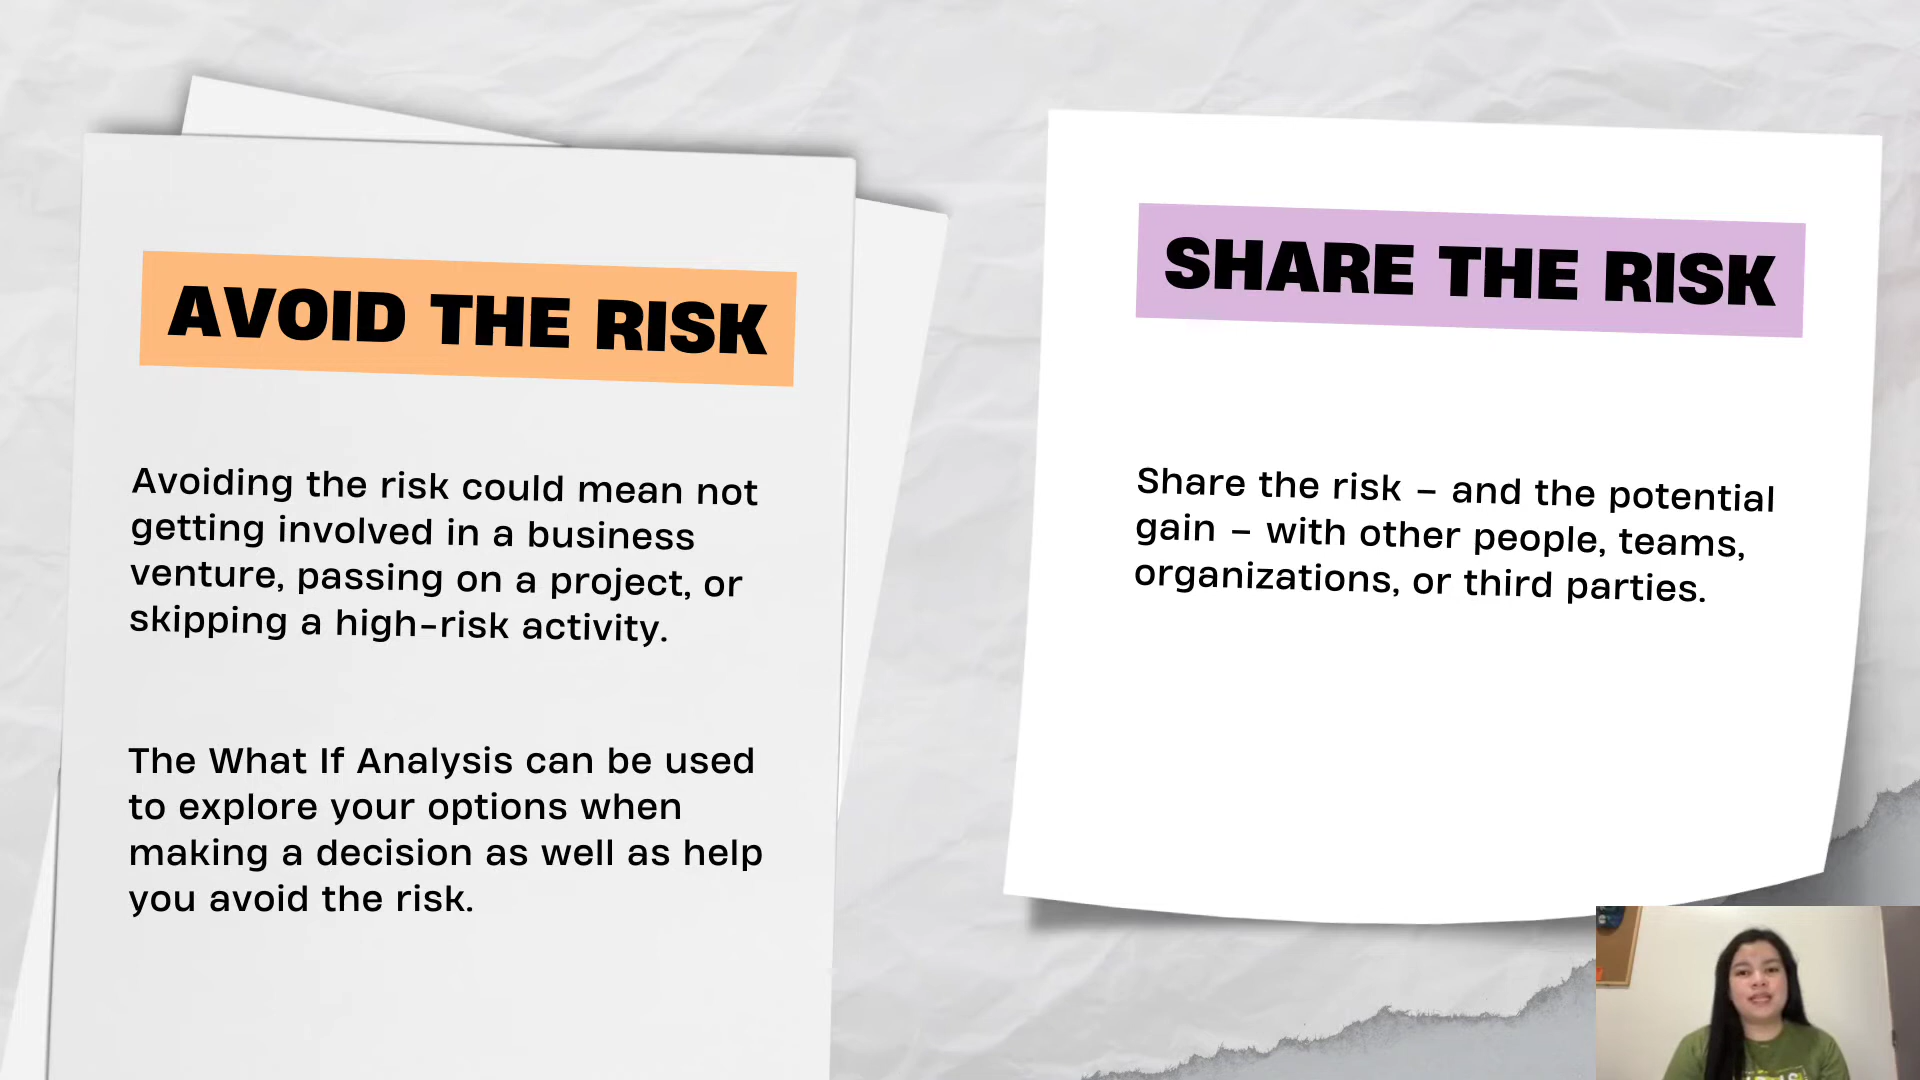 AVOID THE RISK
Avoiding the risk could mean not
getting involved in a business
venture, passing on a project, or
skipping a high-risk activity.
The What If Analysis can be used
to explore your options when
making a decision as well as help
you avoid the risk.
SHARE THE RISK
Share the risk – and the potential
gain – with other people, teams,
organizations, or third parties.